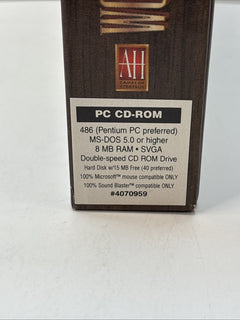 AH
PC CD-ROM
486 (Pentium PC preferred)
MS-DOS 5.0 or higher
8 MB RAM • SVGA
Double-speed CD ROM Drive
Hard Disk w/15 MB Free (40 preferred)
100% Microsoft™ mouse compatible ONLY
100% Sound Blaster™ compatible ONLY
#4070959